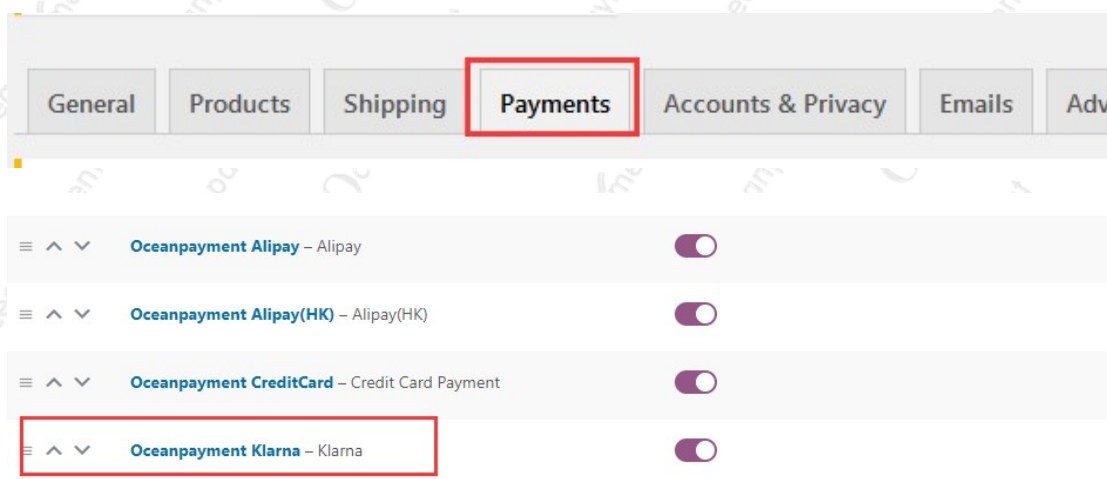 General Products Shipping Payments Accounts & Privacy Emails Adv
Oceanpayment Alipay – Alipay
Oceanpayment Alipay(HK) – Alipay(HK)
Oceanpayment CreditCard – Credit Card Payment
Oceanpayment Klarna – Klarna